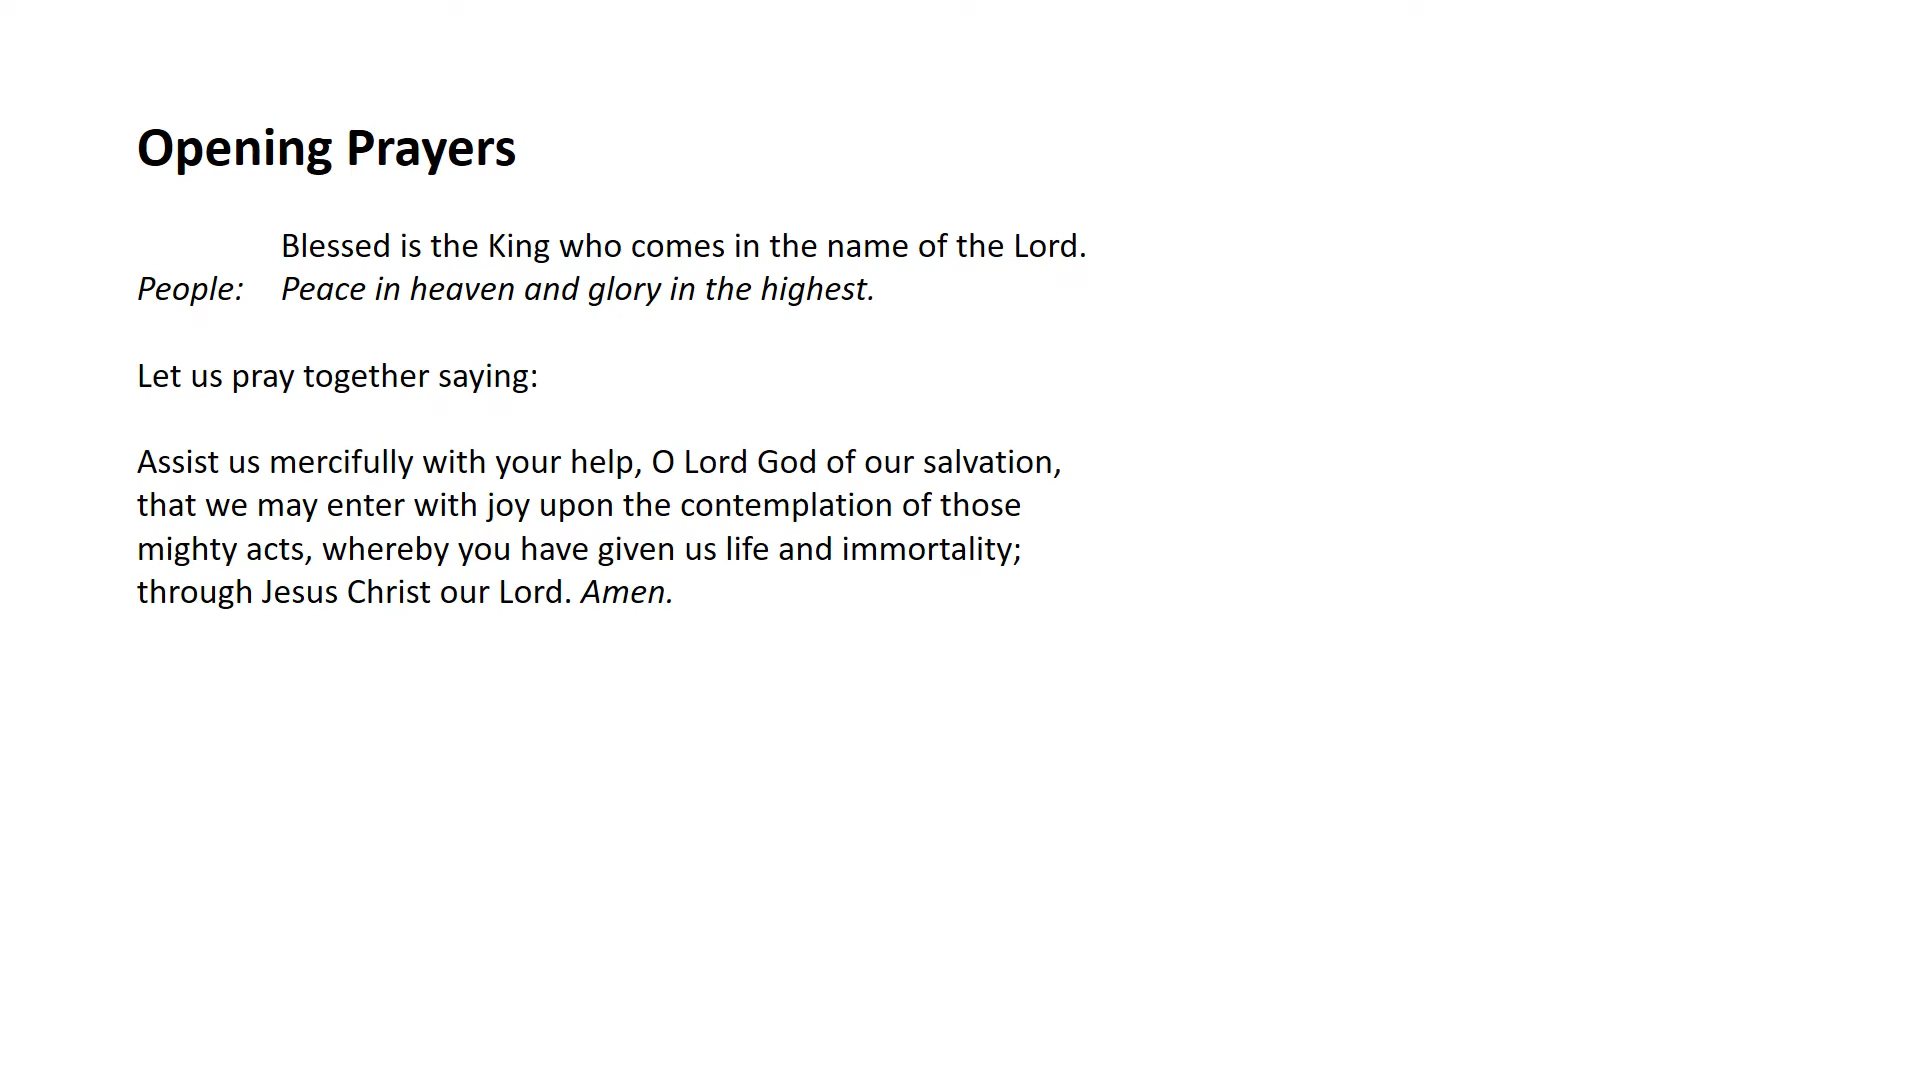 Opening Prayers
Blessed is the King who comes in the name of the Lord.
People: Peace in heaven and glory in the highest.
Let us pray together saying:
Assist us mercifully with your help, O Lord God of our salvation,
that we may enter with joy upon the contemplation of those
mighty acts, whereby you have given us life and immortality;
through Jesus Christ our Lord. Amen.